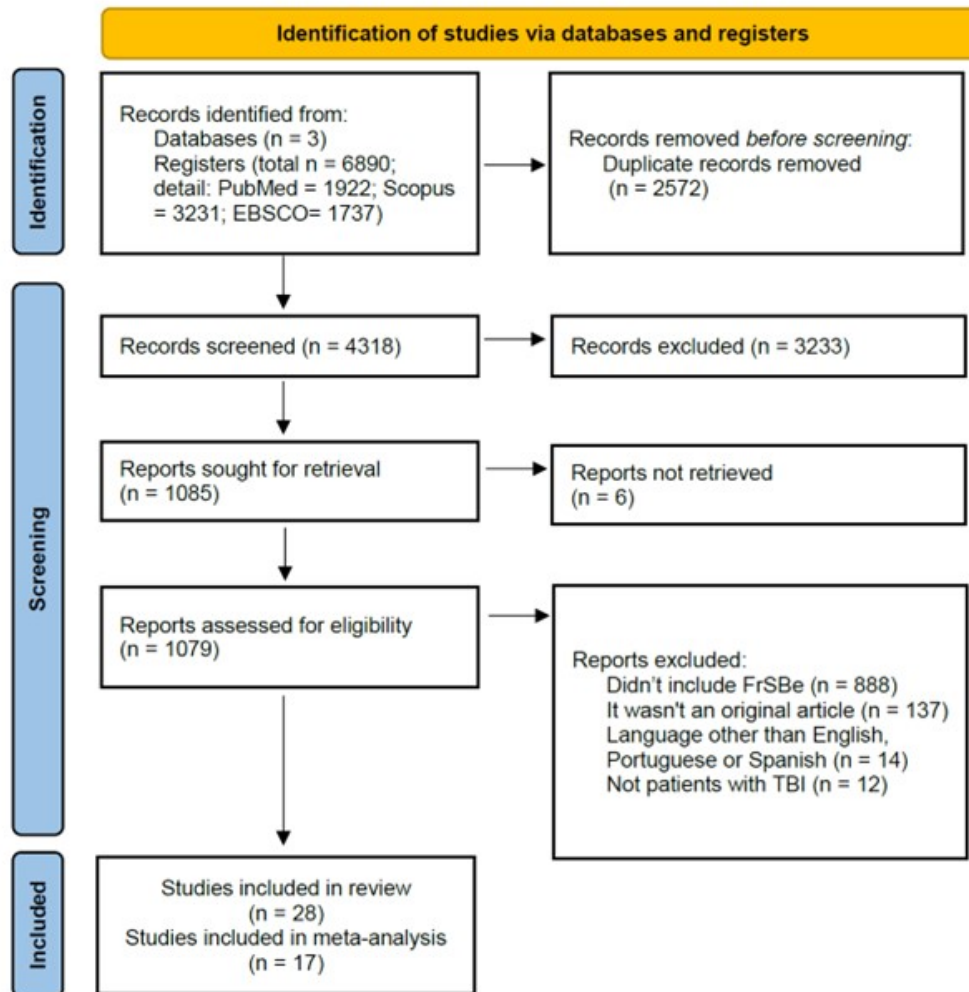 Identification of studies via databases and registers
Identification
Records identified from:
Databases (n = 3)
Registers (total n = 6890;
detail: PubMed = 1922; Scopus
= 3231; EBSCO= 1737)
Records removed before screening:
Duplicate records removed
(n = 2572)
Screening
Records screened (n = 4318)
Records excluded (n = 3233)
Reports sought for retrieval
(n = 1085)
Reports not retrieved
(n = 6)
Reports assessed for eligibility
(n = 1079)
Reports excluded:
Didn’t include FrSBe (n = 888)
It wasn't an original article (n = 137)
Language other than English,
Portuguese or Spanish (n = 14)
Not patients with TBI (n = 12)
Included
Studies included in review
(n = 28)
Studies included in meta-analysis
(n = 17)